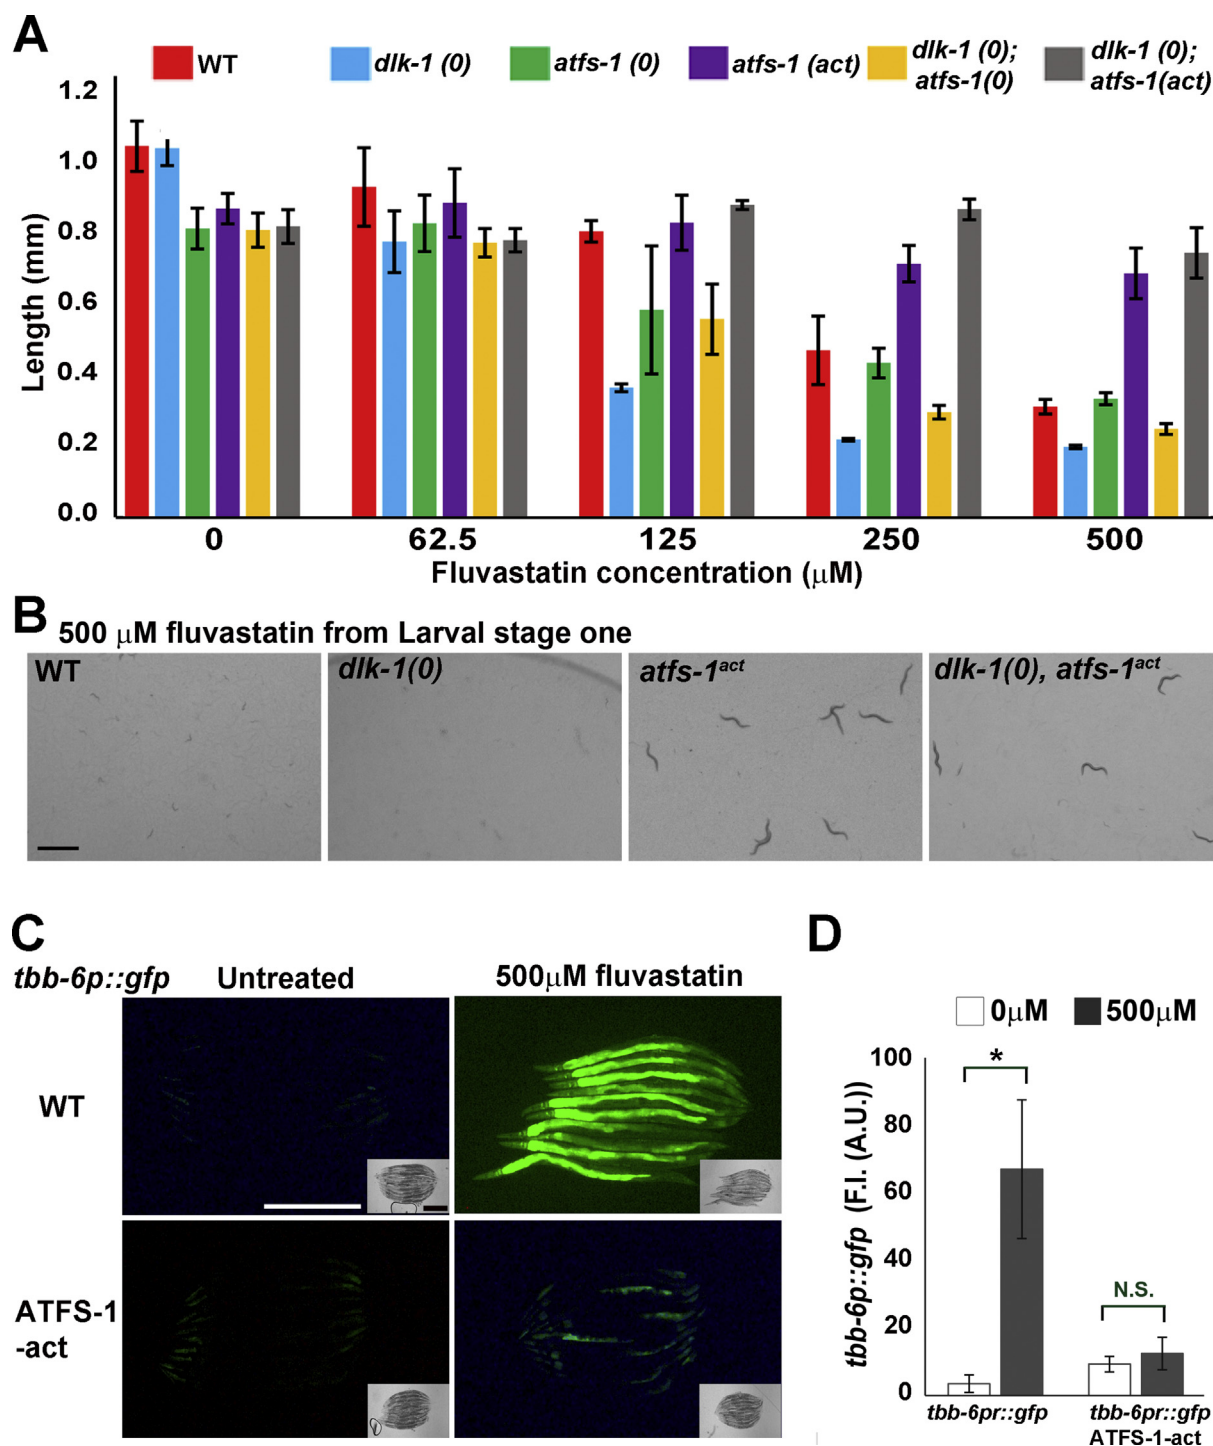 A
WT
dlk-1 (0)
atfs-1 (0)
atfs-1 (act)
dlk-1 (0);
atfs-1(0)
dlk-1 (0);
atfs-1(act)
Length (mm)
1.2
1.0
0.8
0.6
0.4
0.2
0.0
0 62.5 125 250 500
Fluvastatin concentration (μM)
B
500 μM fluvastatin from Larval stage one
WT
dlk-1(0)
atfs-1act
dlk-1(0), atfs-1act
C
tbb-6p::gfp Untreated 500μM fluvastatin
WT
ATFS-1
-act
D
0μM 500μM
tbb-6p::gfp (F.I. (A.U.))
100
80
60
40
20
0
*
N.S.
tbb-6pr::gfp tbb-6pr::gfp
ATFS-1-act